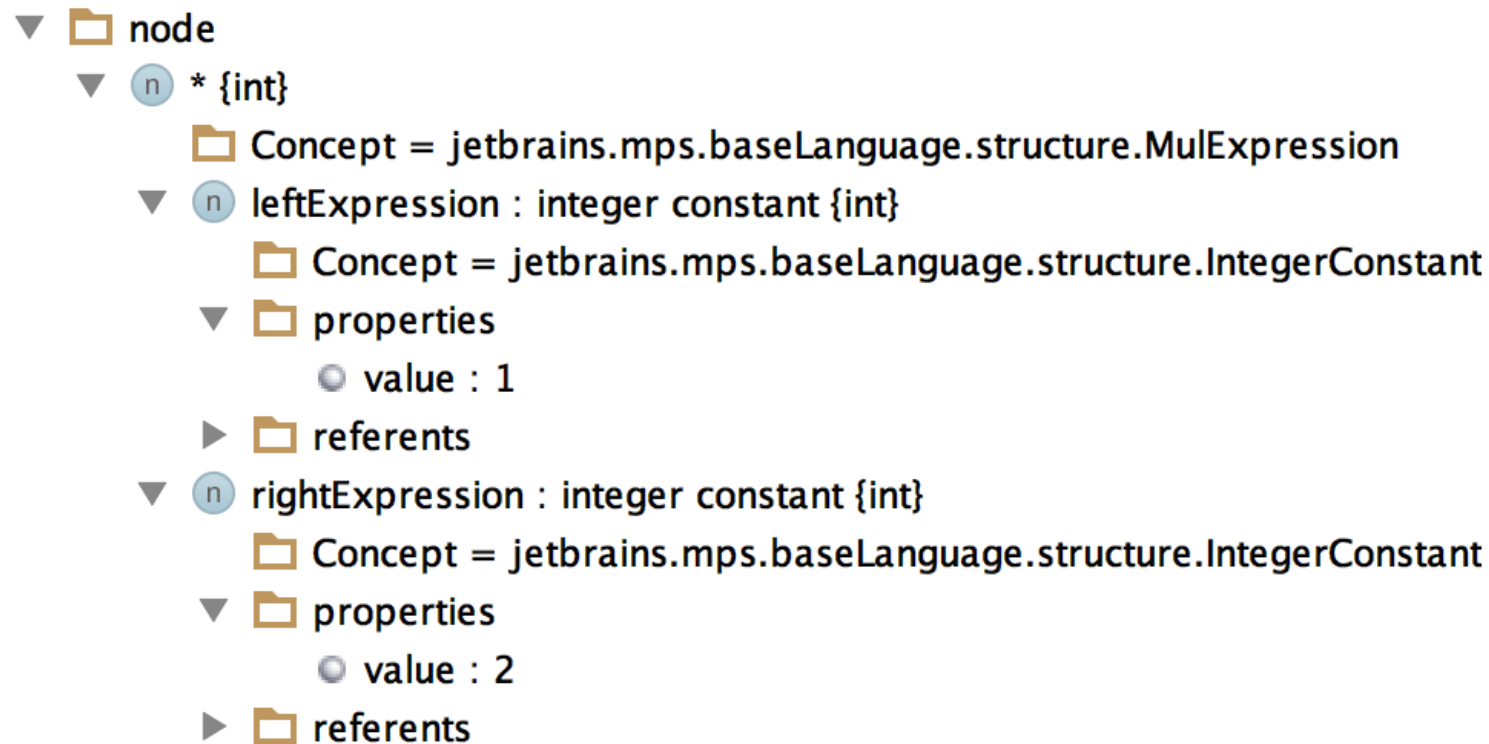 node
n * {int}
Concept = jetbrains.mps.baseLanguage.structure.MulExpression
n leftExpression : integer constant {int}
Concept = jetbrains.mps.baseLanguage.structure.IntegerConstant
properties
value : 1
referents
n rightExpression : integer constant {int}
Concept = jetbrains.mps.baseLanguage.structure.IntegerConstant
properties
value : 2
referents